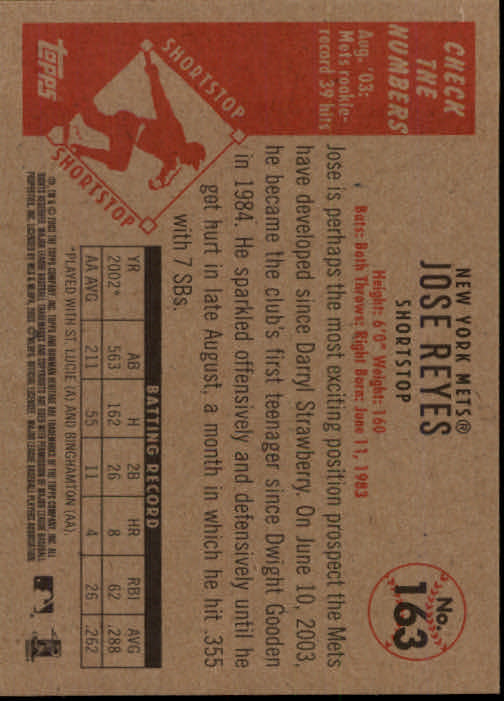 NEW YORK METS®
JOSE REYES
SHORTSTOP
No.
163
Height: 6'0" Weight: 160
Bats: Both Throws: Right Born: June 11, 1983
CHECK
THE
NUMBERS
Aug. '03:
Mets rookie-
record 39 hits
SHORTSTOP
SHORTSTOP
Topps
Jose is perhaps the most exciting position prospect the Mets
have developed since Darryl Strawberry. On June 10, 2003,
he became the club's first teenager since Dwight Gooden
in 1984. He sparkled offensively and defensively until he
got hurt in late August, a month in which he hit .355
with 7 SBs.
BATTING RECORD
YR AB H 2B HR RBI AVG
2002* 563 162 26 8 62 .288
AA AVG 211 55 11 4 26 .262
*PLAYED WITH ST. LUCIE (A) AND BINGHAMTON (AA).